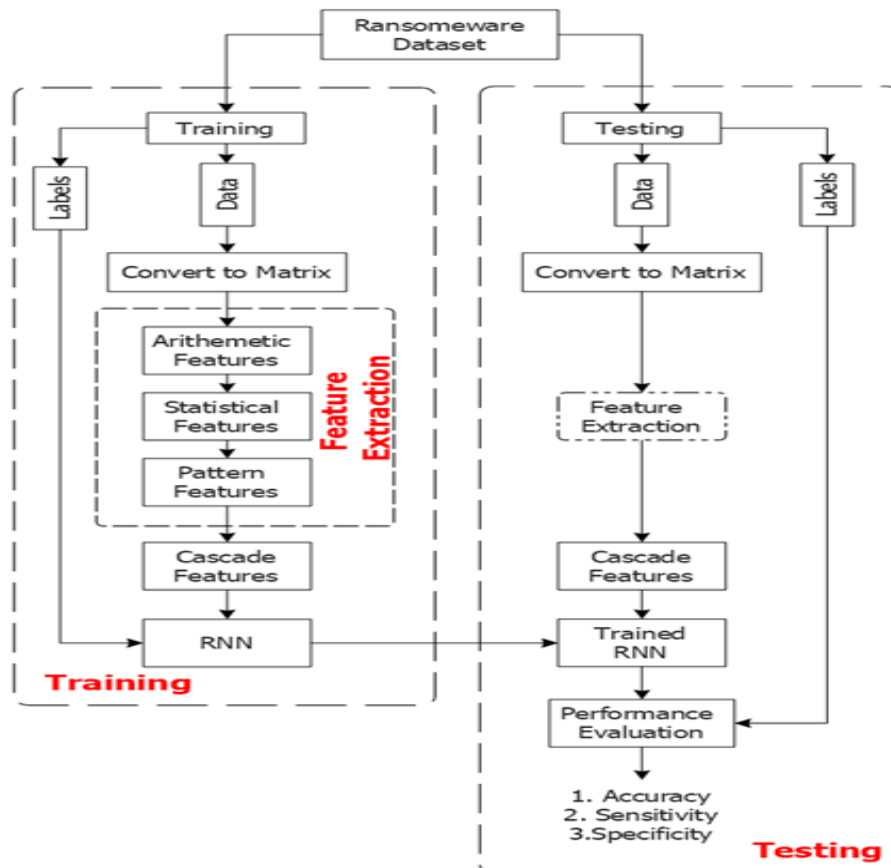 Ransomeware
Dataset
Training
Labels
Data
Convert to Matrix
Arithemetic
Features
Statistical
Features
Pattern
Features
Feature
Extraction
Cascade
Features
RNN
Training
Testing
Data
Labels
Convert to Matrix
Feature
Extraction
Cascade
Features
Trained
RNN
Performance
Evaluation
1. Accuracy
2. Sensitivity
3.Specificity
Testing